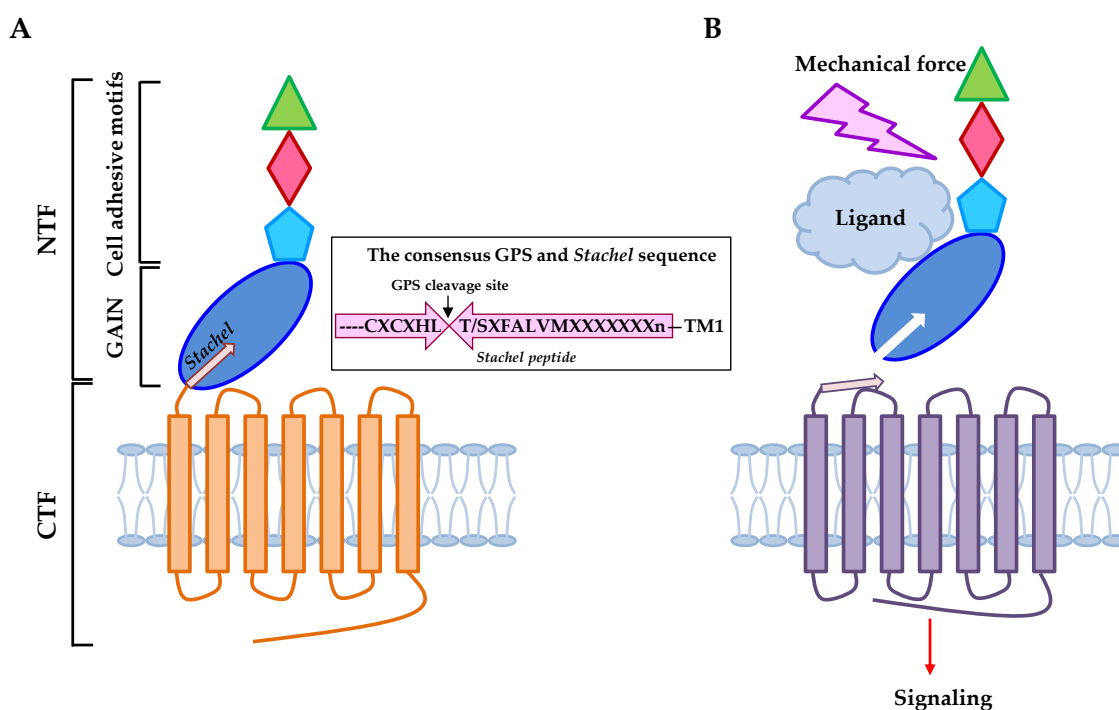 A
NTF
Cell adhesive motifs
GAIN
Stachel
CTF
The consensus GPS and Stachel sequence
GPS cleavage site
----CXCXHL T/SXFALVMXXXXXXXn—TM1
Stachel peptide
B
Mechanical force
Ligand
Signaling